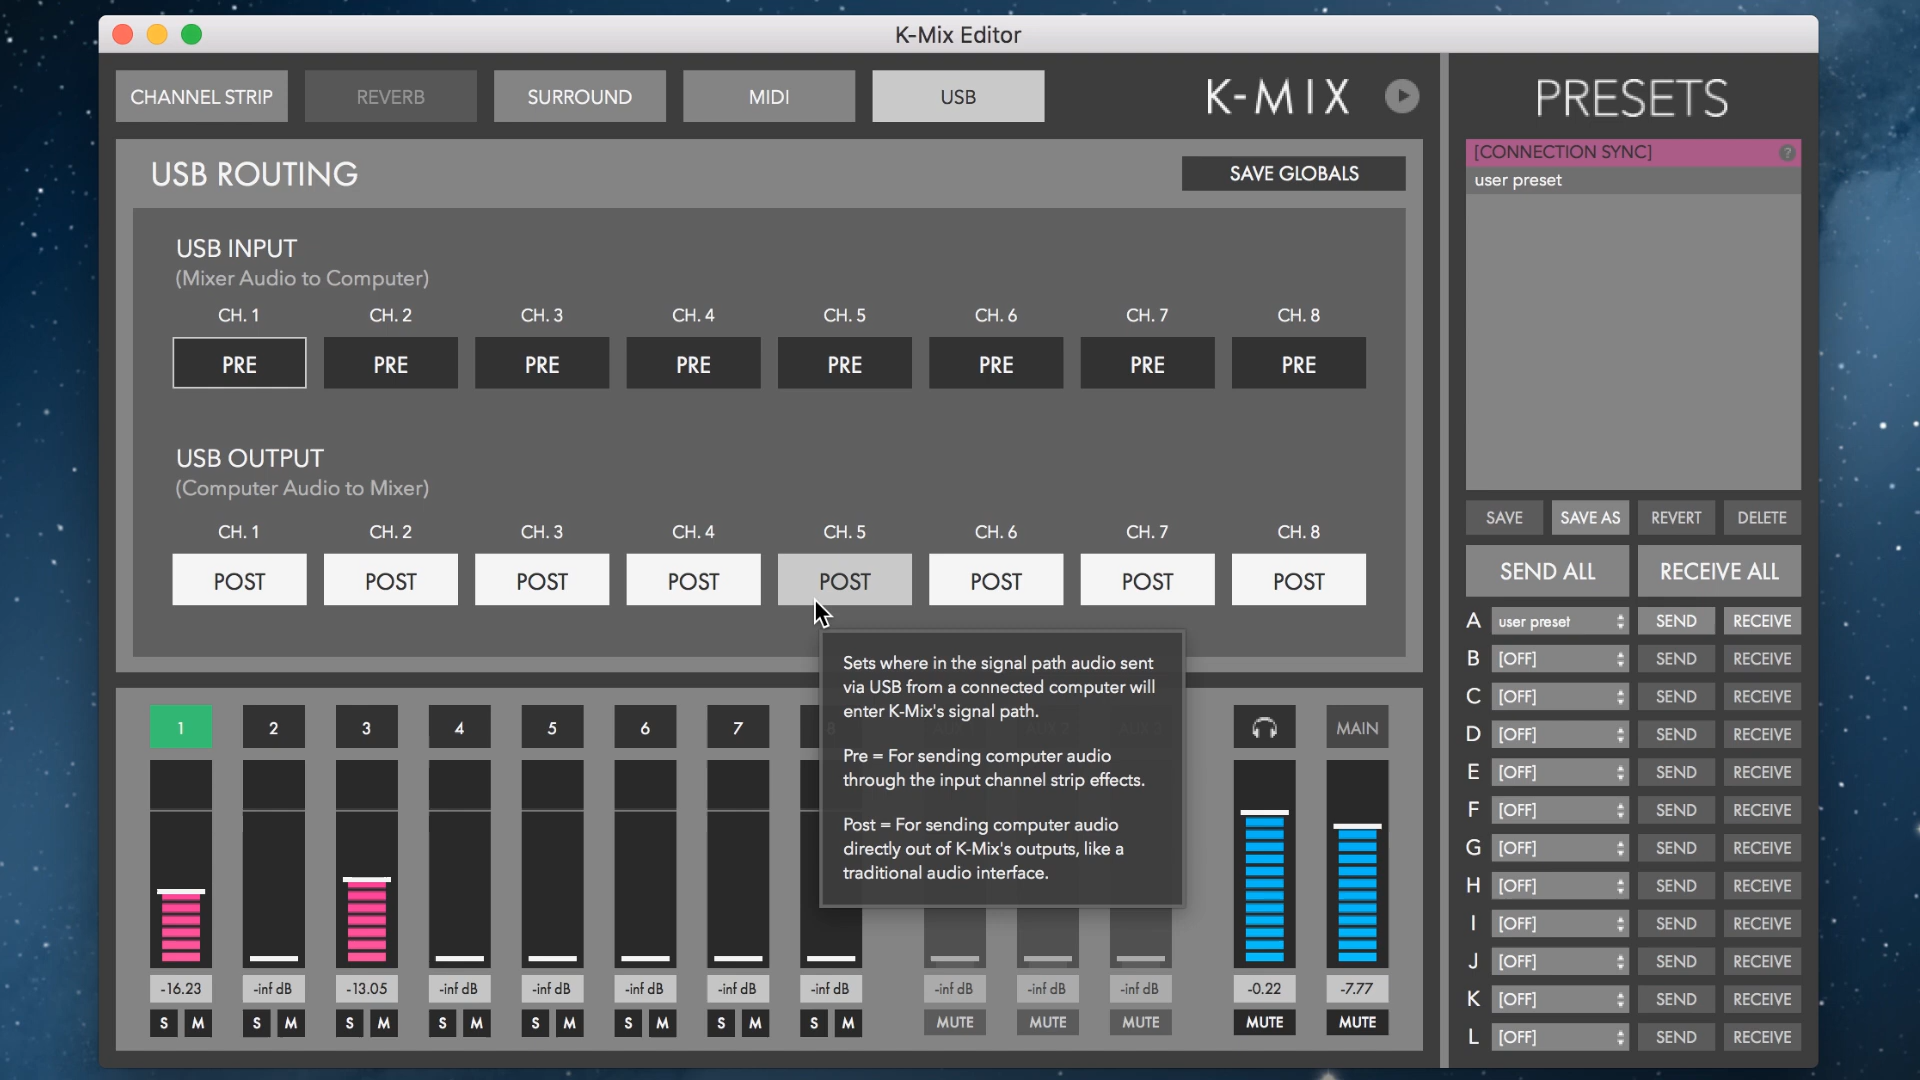 K-Mix Editor
CHANNEL STRIP
REVERB
SURROUND
MIDI
USB
K-MIX
USB ROUTING
SAVE GLOBALS
USB INPUT
(Mixer Audio to Computer)
CH. 1 CH. 2 CH. 3 CH. 4 CH. 5 CH. 6 CH. 7 CH. 8
PRE PRE PRE PRE PRE PRE PRE PRE
USB OUTPUT
(Computer Audio to Mixer)
CH. 1 CH. 2 CH. 3 CH. 4 CH. 5 CH. 6 CH. 7 CH. 8
POST POST POST POST POST POST POST POST
Sets where in the signal path audio sent
via USB from a connected computer will
enter K-Mix's signal path.
Pre = For sending computer audio
through the input channel strip effects.
Post = For sending computer audio
directly out of K-Mix's outputs, like a
traditional audio interface.
1 2 3 4 5 6 7 8 MAIN
-16.23 -inf dB -13.05 -inf dB -inf dB -inf dB -inf dB -inf dB -inf dB -inf dB -inf dB -0.22 -7.77
S M S M S M S M S M S M S M S M MUTE MUTE MUTE MUTE MUTE
PRESETS
[CONNECTION SYNC] ?
user preset
SAVE SAVE AS REVERT DELETE
SEND ALL RECEIVE ALL
A user preset SEND RECEIVE
B [OFF] SEND RECEIVE
C [OFF] SEND RECEIVE
D [OFF] SEND RECEIVE
E [OFF] SEND RECEIVE
F [OFF] SEND RECEIVE
G [OFF] SEND RECEIVE
H [OFF] SEND RECEIVE
I [OFF] SEND RECEIVE
J [OFF] SEND RECEIVE
K [OFF] SEND RECEIVE
L [OFF] SEND RECEIVE